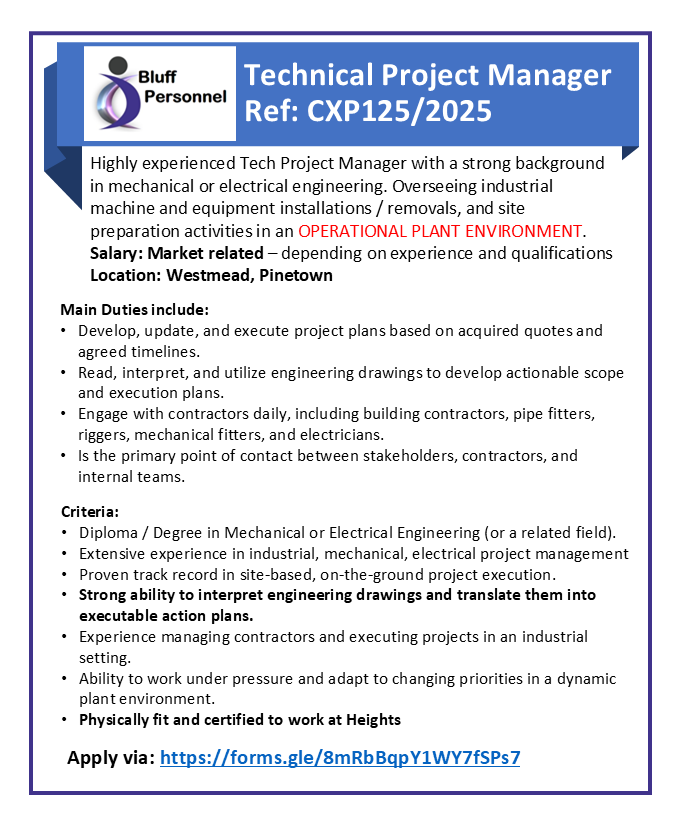 Bluff
Personnel
Technical Project Manager
Ref: CXP125/2025
Highly experienced Tech Project Manager with a strong background
in mechanical or electrical engineering. Overseeing industrial
machine and equipment installations / removals, and site
preparation activities in an OPERATIONAL PLANT ENVIRONMENT.
Salary: Market related – depending on experience and qualifications
Location: Westmead, Pinetown
Main Duties include:
• Develop, update, and execute project plans based on acquired quotes and
agreed timelines.
• Read, interpret, and utilize engineering drawings to develop actionable scope
and execution plans.
• Engage with contractors daily, including building contractors, pipe fitters,
riggers, mechanical fitters, and electricians.
• Is the primary point of contact between stakeholders, contractors, and
internal teams.
Criteria:
• Diploma / Degree in Mechanical or Electrical Engineering (or a related field).
• Extensive experience in industrial, mechanical, electrical project management
• Proven track record in site-based, on-the-ground project execution.
• Strong ability to interpret engineering drawings and translate them into
executable action plans.
• Experience managing contractors and executing projects in an industrial
setting.
• Ability to work under pressure and adapt to changing priorities in a dynamic
plant environment.
• Physically fit and certified to work at Heights
Apply via: https://forms.gle/8mRbBqpY1WY7fSPs7